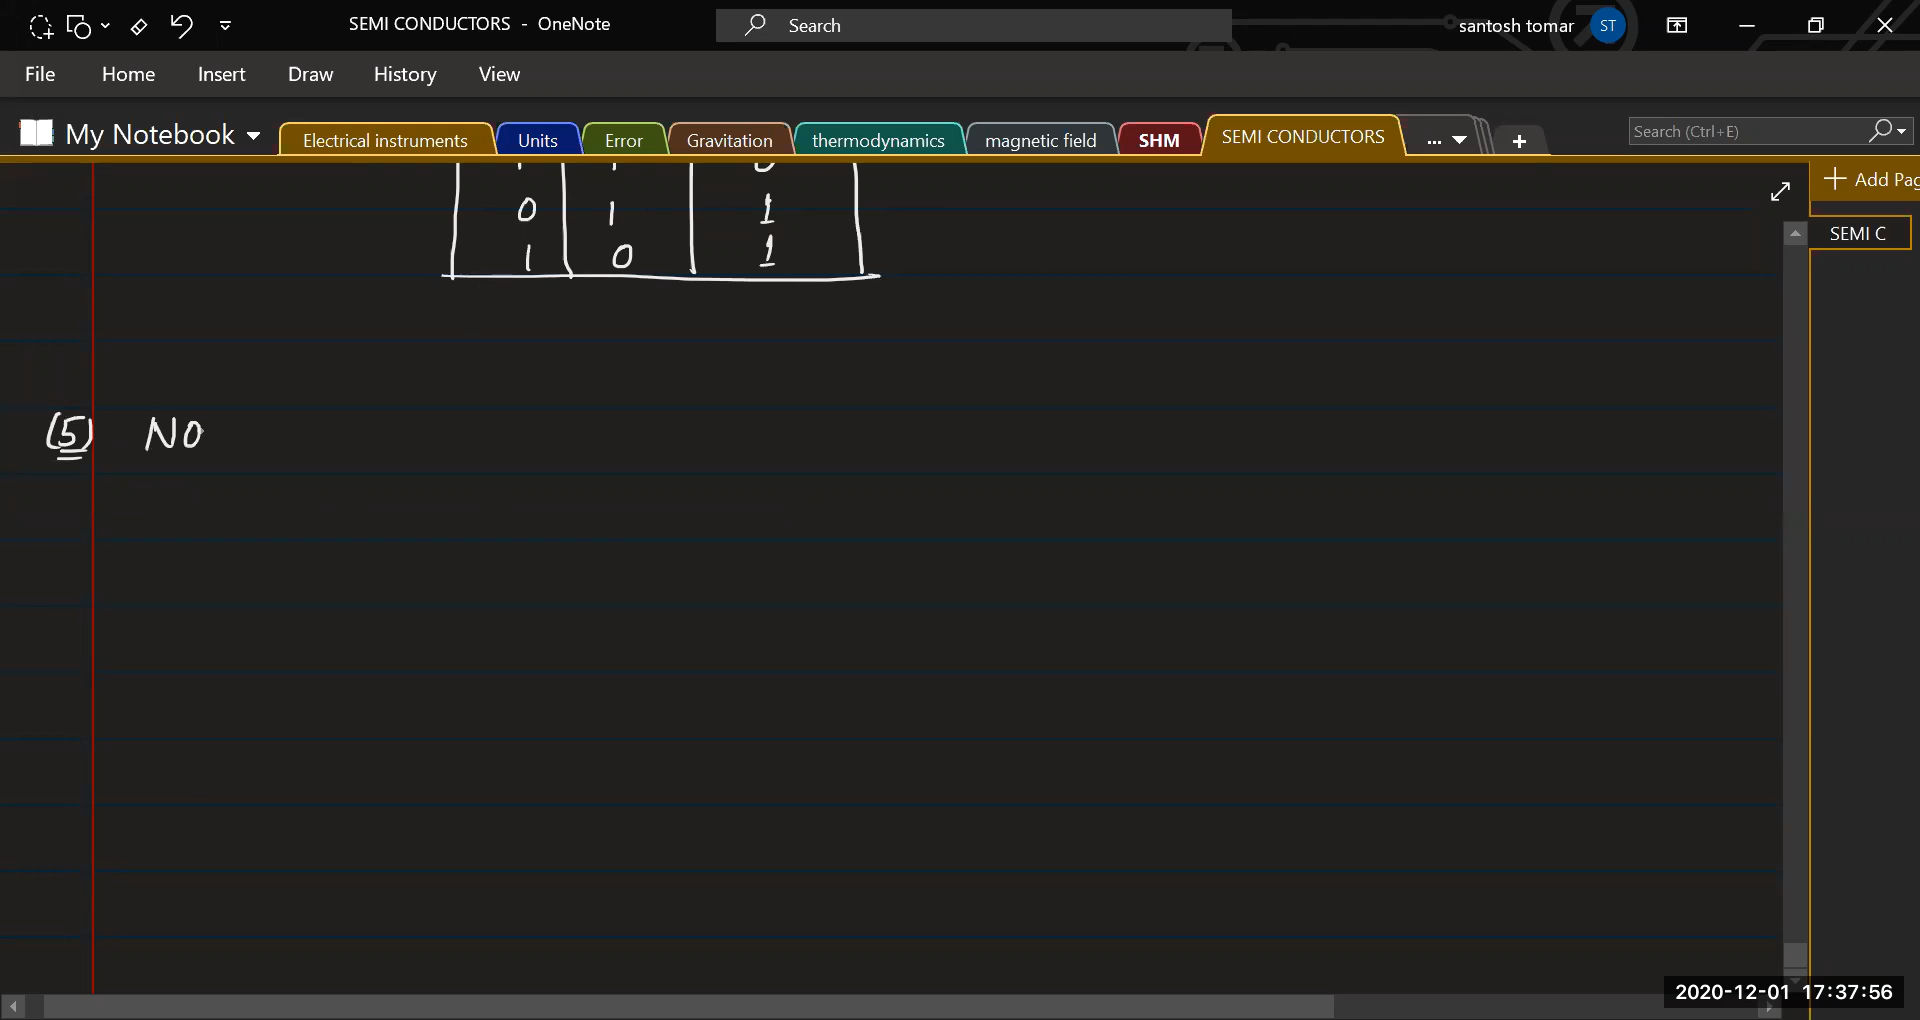 SEMI CONDUCTORS - OneNote
Search
santosh tomar ST
File Home Insert Draw History View
My Notebook
Electrical instruments Units Error Gravitation thermodynamics magnetic field SHM SEMI CONDUCTORS ... +
Search (Ctrl+E)
Add Pag
SEMI C
0 1 1
1 0 1
(5) NO
2020-12-01 17:37:56